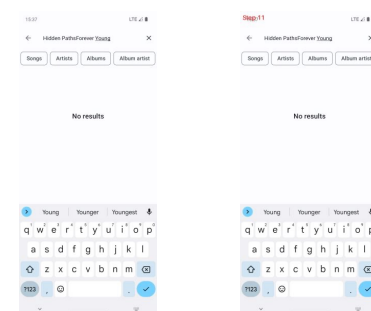 15:37 LTE
Hidden PathsForever Young
Songs Artists Albums Album artist
No results
Young Younger Youngest
q w e r t y u i o p
a s d f g h j k l
z x c v b n m
?123 , .
Step 11 LTE
Hidden PathsForever Young
Songs Artists Albums Album artist
No results
Young Younger Youngest
q w e r t y u i o p
a s d f g h j k l
z x c v b n m
?123 , .